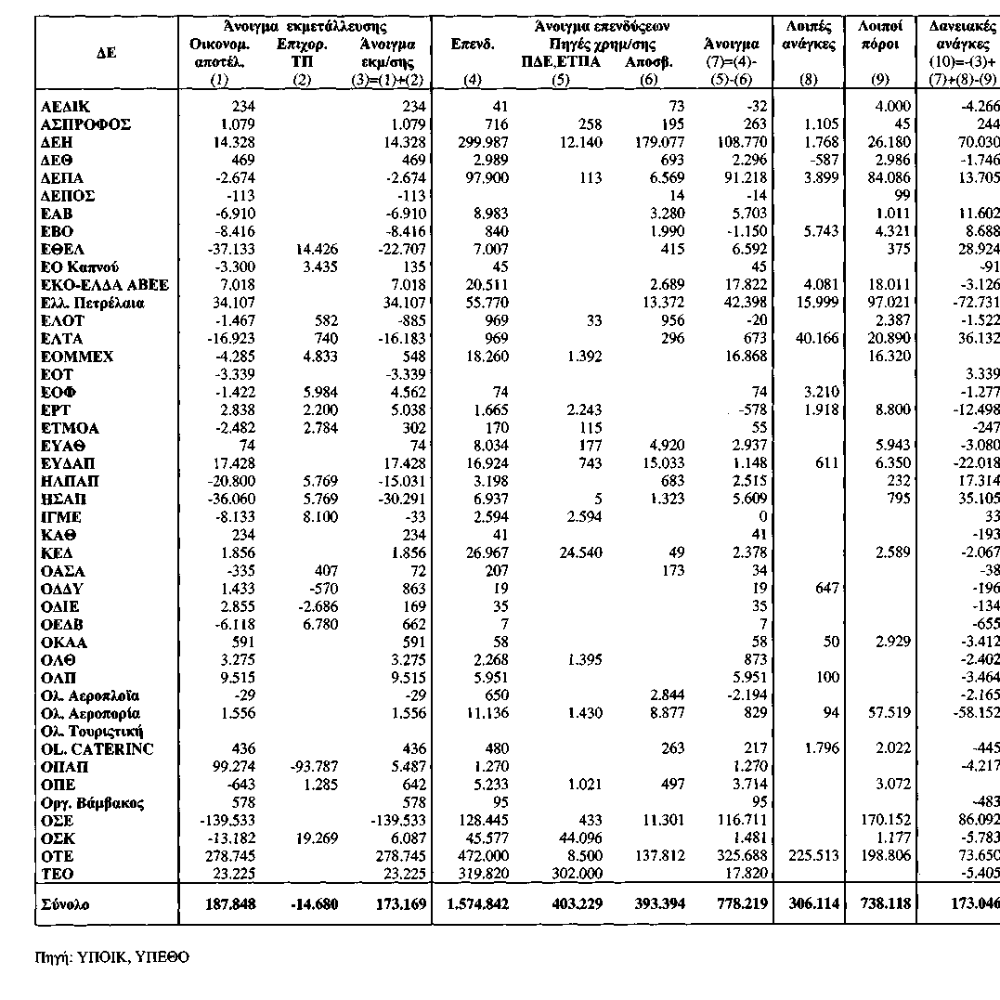 Άνοιγμα εκμετάλλευσης Άνοιγμα επενδύσεων Λοιπές Λοιποί Δανειακές
ΔΕ Οικονομ. Επιχορ. Άνοιγμα Επενδ. Πηγές χρημ/σης Άνοιγμα ανάγκες πόροι ανάγκες
αποτέλ. ΤΠ εκμ/σης ΠΔΕ,ΕΤΠΑ Αποσβ. (7)=(4)- (10)=-(3)+
(1) (2) (3)=(1)+(2) (4) (5) (6) (5)-(6) (8) (9) (7)+(8)-(9)
ΑΕΔΙΚ 234 234 41 73 -32 4.000 -4.266
ΑΣΠΡΟΦΟΣ 1.079 1.079 716 258 195 263 1.105 45 244
ΔΕΗ 14.328 14.328 299.987 12.140 179.077 108.770 1.768 26.180 70.030
ΔΕΘ 469 469 2.989 693 2.296 -587 2.986 -1.746
ΔΕΠΑ -2.674 -2.674 97.900 113 6.569 91.218 3.899 84.086 13.705
ΔΕΠΟΣ -113 -113 14 -14 99
ΕΑΒ -6.910 -6.910 8.983 3.280 5.703 1.011 11.602
ΕΒΟ -8.416 -8.416 840 1.990 -1.150 5.743 4.321 8.688
ΕΘΕΛ -37.133 14.426 -22.707 7.007 415 6.592 375 28.924
ΕΟ Καπνού -3.300 3.435 135 45 45 -91
ΕΚΟ-ΕΛΔΑ ΑΒΕΕ 7.018 7.018 20.511 2.689 17.822 4.081 18.011 -3.126
Ελλ. Πετρέλαια 34.107 34.107 55.770 13.372 42.398 15.999 97.021 -72.731
ΕΛΟΤ -1.467 582 -885 969 33 956 -20 2.387 -1.522
ΕΛΤΑ -16.923 740 -16.183 969 296 673 40.166 20.890 36.132
ΕΟΜΜΕΧ -4.285 4.833 548 18.260 1.392 16.868 16.320
ΕΟΤ -3.339 -3.339 3.339
ΕΟΦ -1.422 5.984 4.562 74 74 3.210 -1.277
ΕΡΤ 2.838 2.200 5.038 1.665 2.243 -578 1.918 8.800 -12.498
ΕΤΜΟΑ -2.482 2.784 302 170 115 55 -247
ΕΥΑΘ 74 74 8.034 177 4.920 2.937 5.943 -3.080
ΕΥΔΑΠ 17.428 17.428 16.924 743 15.033 1.148 611 6.350 -22.018
ΗΛΠΑΠ -20.800 5.769 -15.031 3.198 683 2.515 232 17.314
ΗΣΑΠ -36.060 5.769 -30.291 6.937 5 1.323 5.609 795 35.105
ΙΓΜΕ -8.133 8.100 -33 2.594 2.594 0 33
ΚΑΘ 234 234 41 41 -193
ΚΕΔ 1.856 1.856 26.967 24.540 49 2.378 2.589 -2.067
ΟΑΣΑ -335 407 72 207 173 34 -38
ΟΔΔΥ 1.433 -570 863 19 19 647 -196
ΟΔΙΕ 2.855 -2.686 169 35 35 -134
ΟΕΔΒ -6.118 6.780 662 7 7 -655
ΟΚΑΑ 591 591 58 58 50 2.929 -3.412
ΟΛΘ 3.275 3.275 2.268 1.395 873 -2.402
ΟΛΠ 9.515 9.515 5.951 5.951 100 -3.464
Ολ. Αεροπλοϊα -29 -29 650 2.844 -2.194 -2.165
Ολ. Αεροπορία 1.556 1.556 11.136 1.430 8.877 829 94 57.519 -58.152
Ολ. Τουριςτική
OL. CATERINC 436 436 480 263 217 1.796 2.022 -445
ΟΠΑΠ 99.274 -93.787 5.487 1.270 1.270 -4.217
ΟΠΕ -643 1.285 642 5.233 1.021 497 3.714 3.072
Οργ. Βάμβακος 578 578 95 95 -483
ΟΣΕ -139.533 -139.533 128.445 433 11.301 116.711 170.152 86.092
ΟΣΚ -13.182 19.269 6.087 45.577 44.096 1.481 1.177 -5.783
ΟΤΕ 278.745 278.745 472.000 8.500 137.812 325.688 225.513 198.806 73.650
ΤΕΟ 23.225 23.225 319.820 302.000 17.820 -5.405
Σύνολο 187.848 -14.680 173.169 1.574.842 403.229 393.394 778.219 306.114 738.118 173.046
Πηγή: ΥΠΟΙΚ, ΥΠΕΘΟ